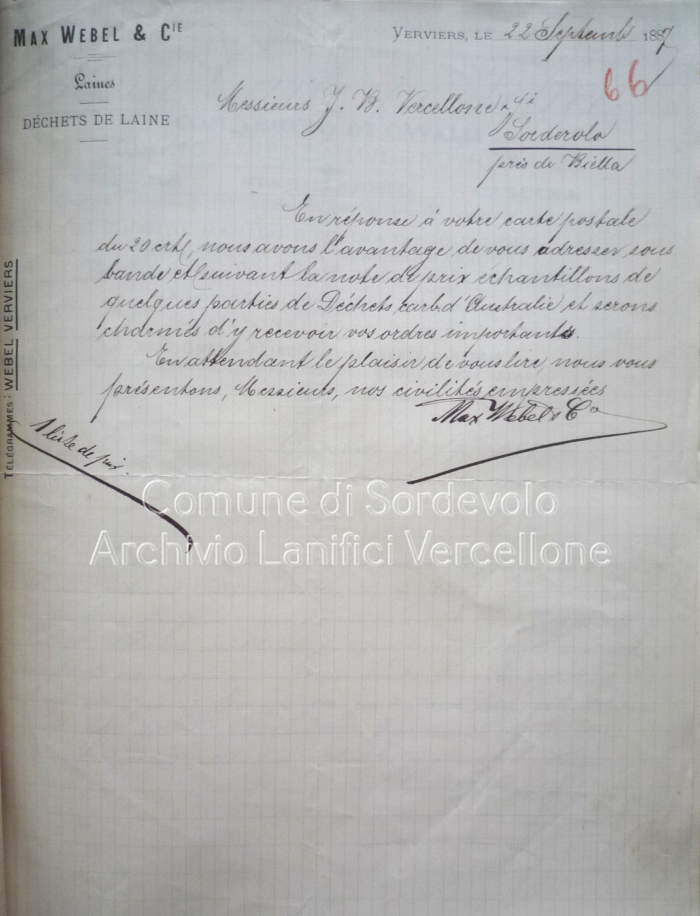 MAX WEBEL & CIE
Laines
DÉCHETS DE LAINE
VERVIERS, LE 22 Septemb 1887
66
Messieurs J. B. Vercellone di
Sordevolo
près de Biella
En réponse à votre carte postale
du 20 crt, nous avons l'avantage de vous adresser sous
bande et suivant la note de prix échantillons de
quelques parties de Déchets carb d'Australie et serons
charmés d'y recevoir vos ordres importants.
En attendant le plaisir de vous lire, nous vous
présentons, Messieurs, nos civilités empressées
Max Webel & Co
1 liste de prix.
TÉLÉGRAMMES: WEBEL VERVIERS
Comune di Sordevolo
Archivio Lanifici Vercellone